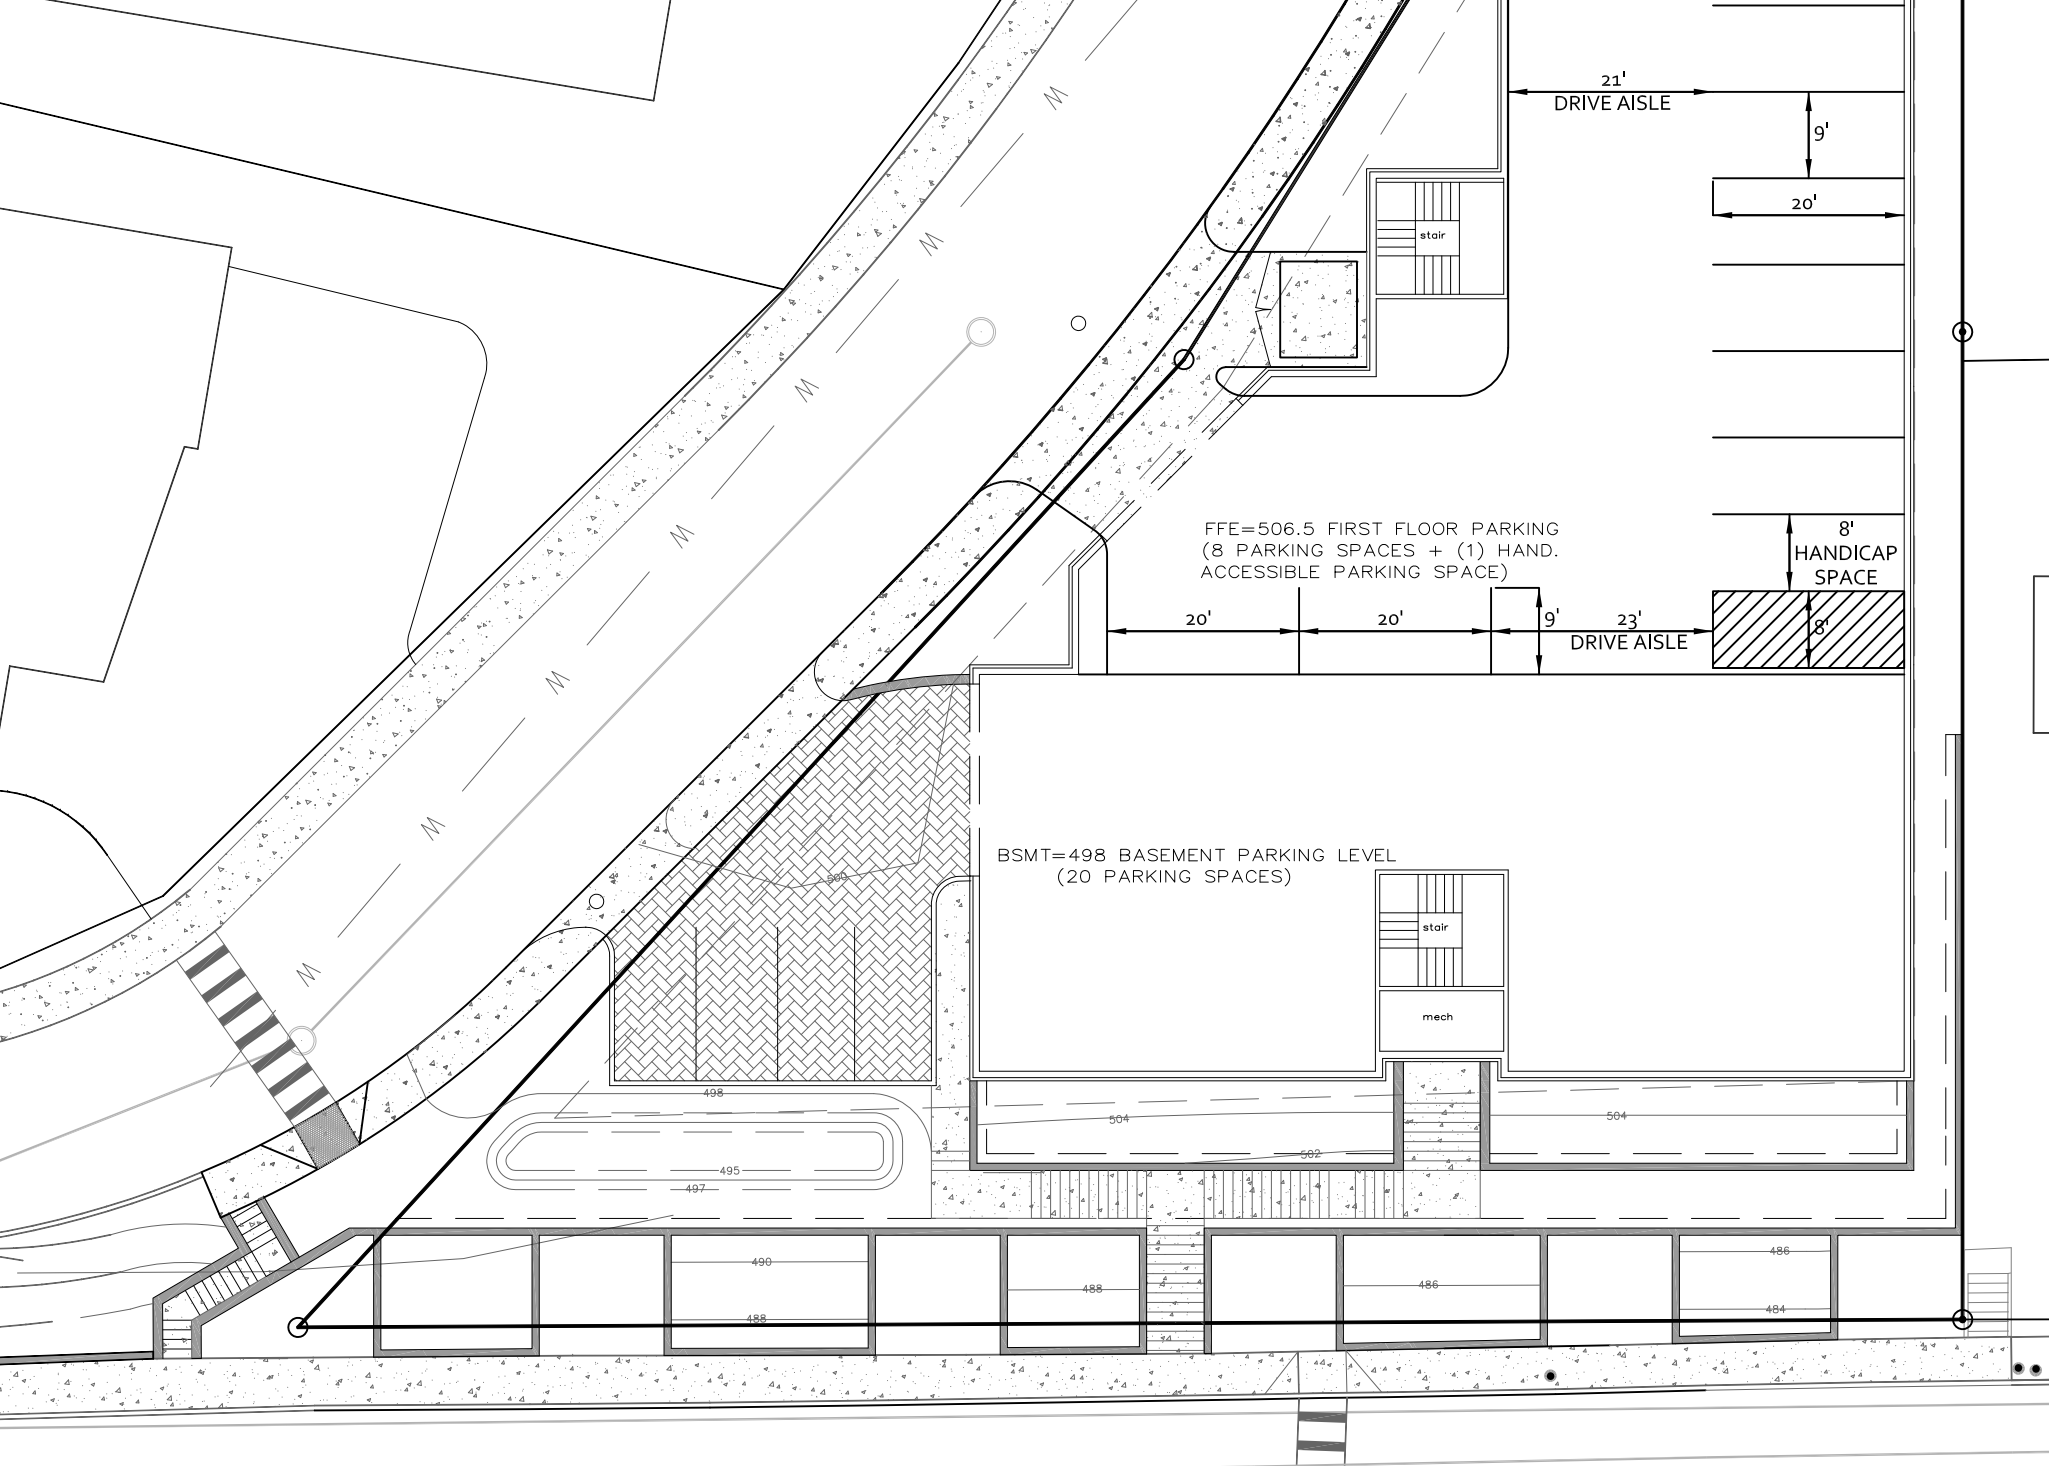 21'
DRIVE AISLE
W
9'
20'
stair
W
W
W
FFE=506.5 FIRST FLOOR PARKING
(8 PARKING SPACES + (1) HAND.
ACCESSIBLE PARKING SPACE)
8'
HANDICAP
SPACE
20'
20'
9'
23'
DRIVE AISLE
8'
W
W
BSMT=498 BASEMENT PARKING LEVEL
(20 PARKING SPACES)
500
stair
W
mech
498
504
504
502
495
497
490
488
488
486
486
484